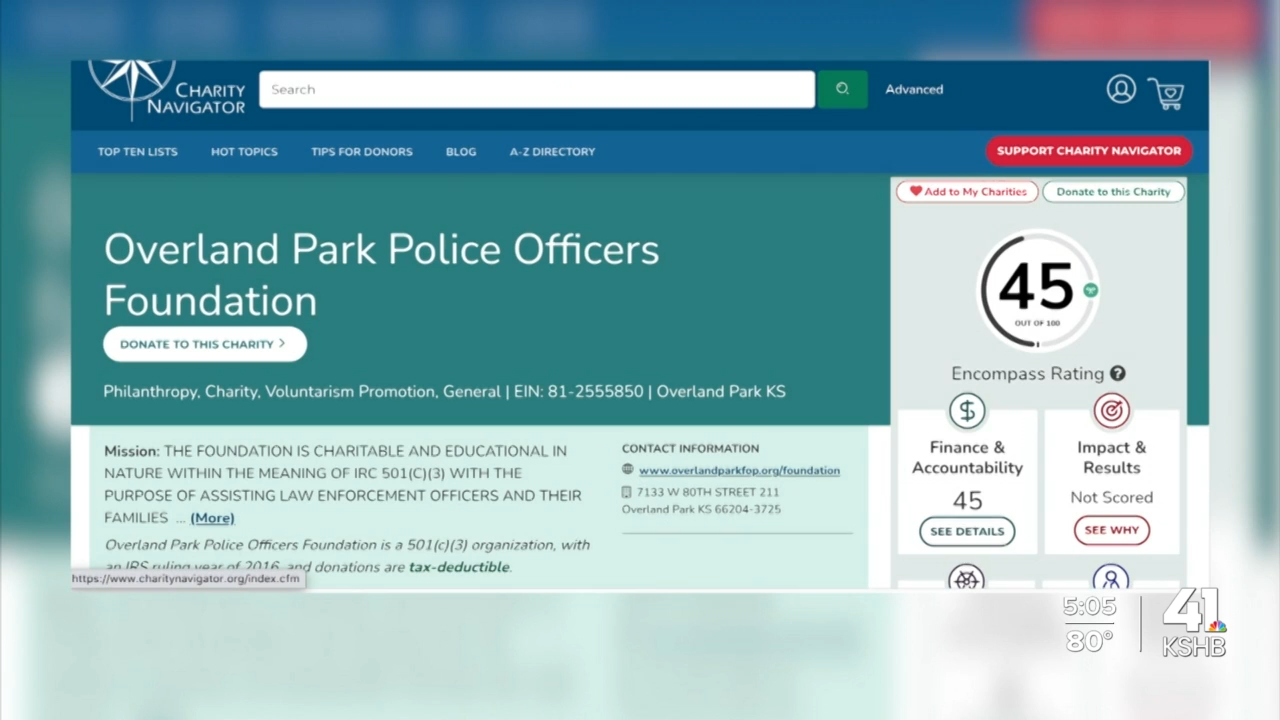 CHARITY
NAVIGATOR
Search
Advanced
TOP TEN LISTS HOT TOPICS TIPS FOR DONORS BLOG A-Z DIRECTORY
SUPPORT CHARITY NAVIGATOR
Overland Park Police Officers
Foundation
DONATE TO THIS CHARITY >
Philanthropy, Charity, Voluntarism Promotion, General | EIN: 81-2555850 | Overland Park KS
Add to My Charities
Donate to this Charity
45
OUT OF 100
Encompass Rating ?
$
Finance &
Accountability
45
SEE DETAILS
Impact &
Results
Not Scored
SEE WHY
Mission: THE FOUNDATION IS CHARITABLE AND EDUCATIONAL IN
NATURE WITHIN THE MEANING OF IRC 501(C)(3) WITH THE
PURPOSE OF ASSISTING LAW ENFORCEMENT OFFICERS AND THEIR
FAMILIES ... (More)
Overland Park Police Officers Foundation is a 501(c)(3) organization, with
an IRS ruling year of 2016, and donations are tax-deductible.
CONTACT INFORMATION
www.overlandparkfop.org/foundation
7133 W 80TH STREET 211
Overland Park KS 66204-3725
https://www.charitynavigator.org/index.cfm
5:05
80°
41
KSHB